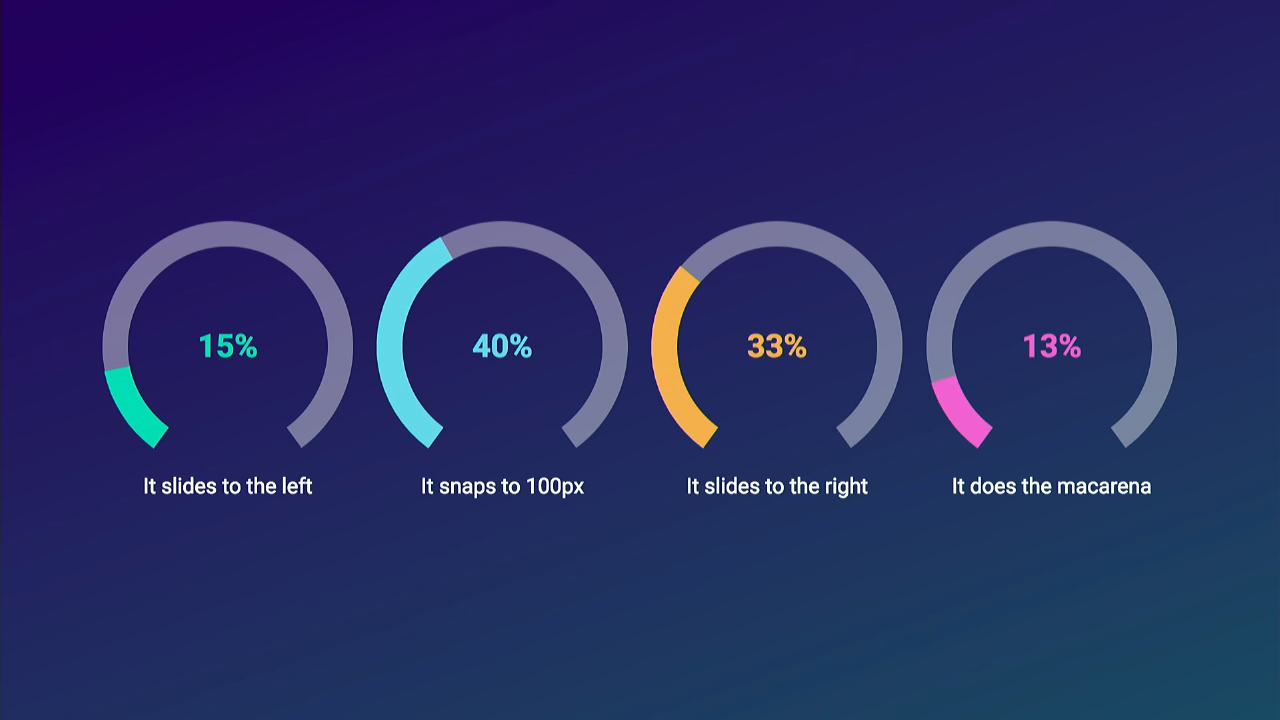 15%
40%
33%
13%
It slides to the left
It snaps to 100px
It slides to the right
It does the macarena